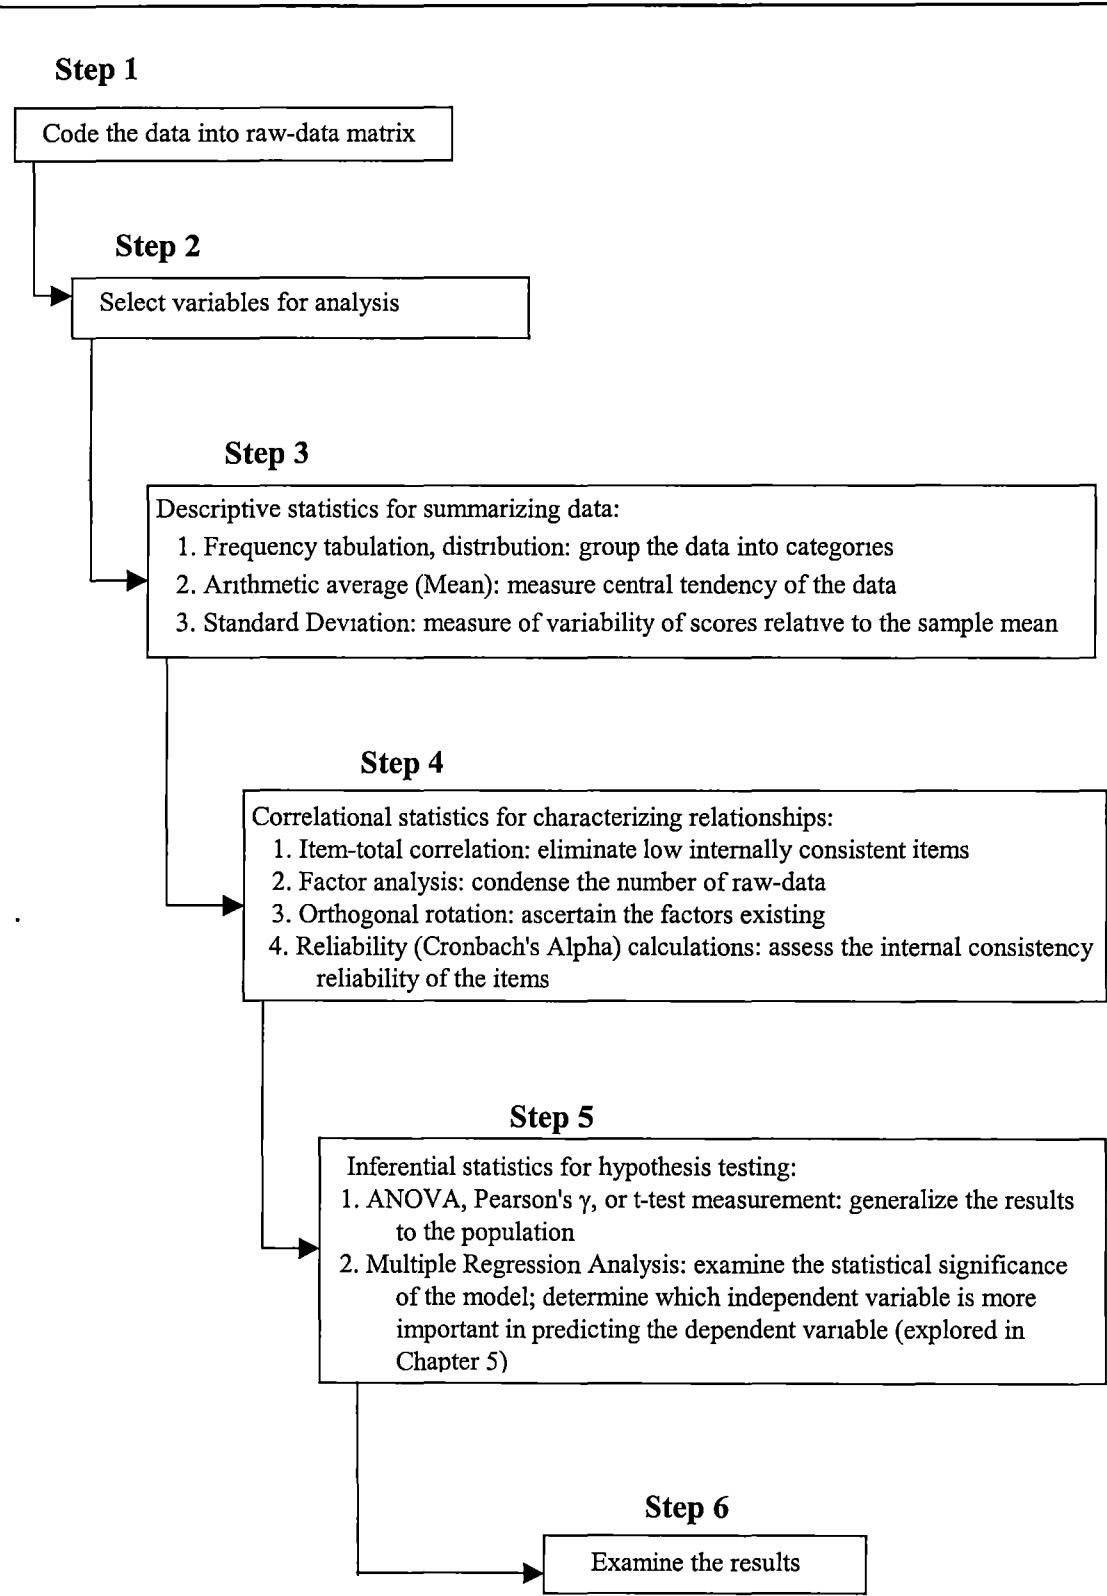 Step 1
Code the data into raw-data matrix
Step 2
Select variables for analysis
Step 3
Descriptive statistics for summarizing data:
1. Frequency tabulation, distribution: group the data into categories
2. Arithmetic average (Mean): measure central tendency of the data
3. Standard Deviation: measure of variability of scores relative to the sample mean
Step 4
Correlational statistics for characterizing relationships:
1. Item-total correlation: eliminate low internally consistent items
2. Factor analysis: condense the number of raw-data
3. Orthogonal rotation: ascertain the factors existing
4. Reliability (Cronbach's Alpha) calculations: assess the internal consistency
reliability of the items
Step 5
Inferential statistics for hypothesis testing:
1. ANOVA, Pearson's γ, or t-test measurement: generalize the results
to the population
2. Multiple Regression Analysis: examine the statistical significance
of the model; determine which independent variable is more
important in predicting the dependent variable (explored in
Chapter 5)
Step 6
Examine the results